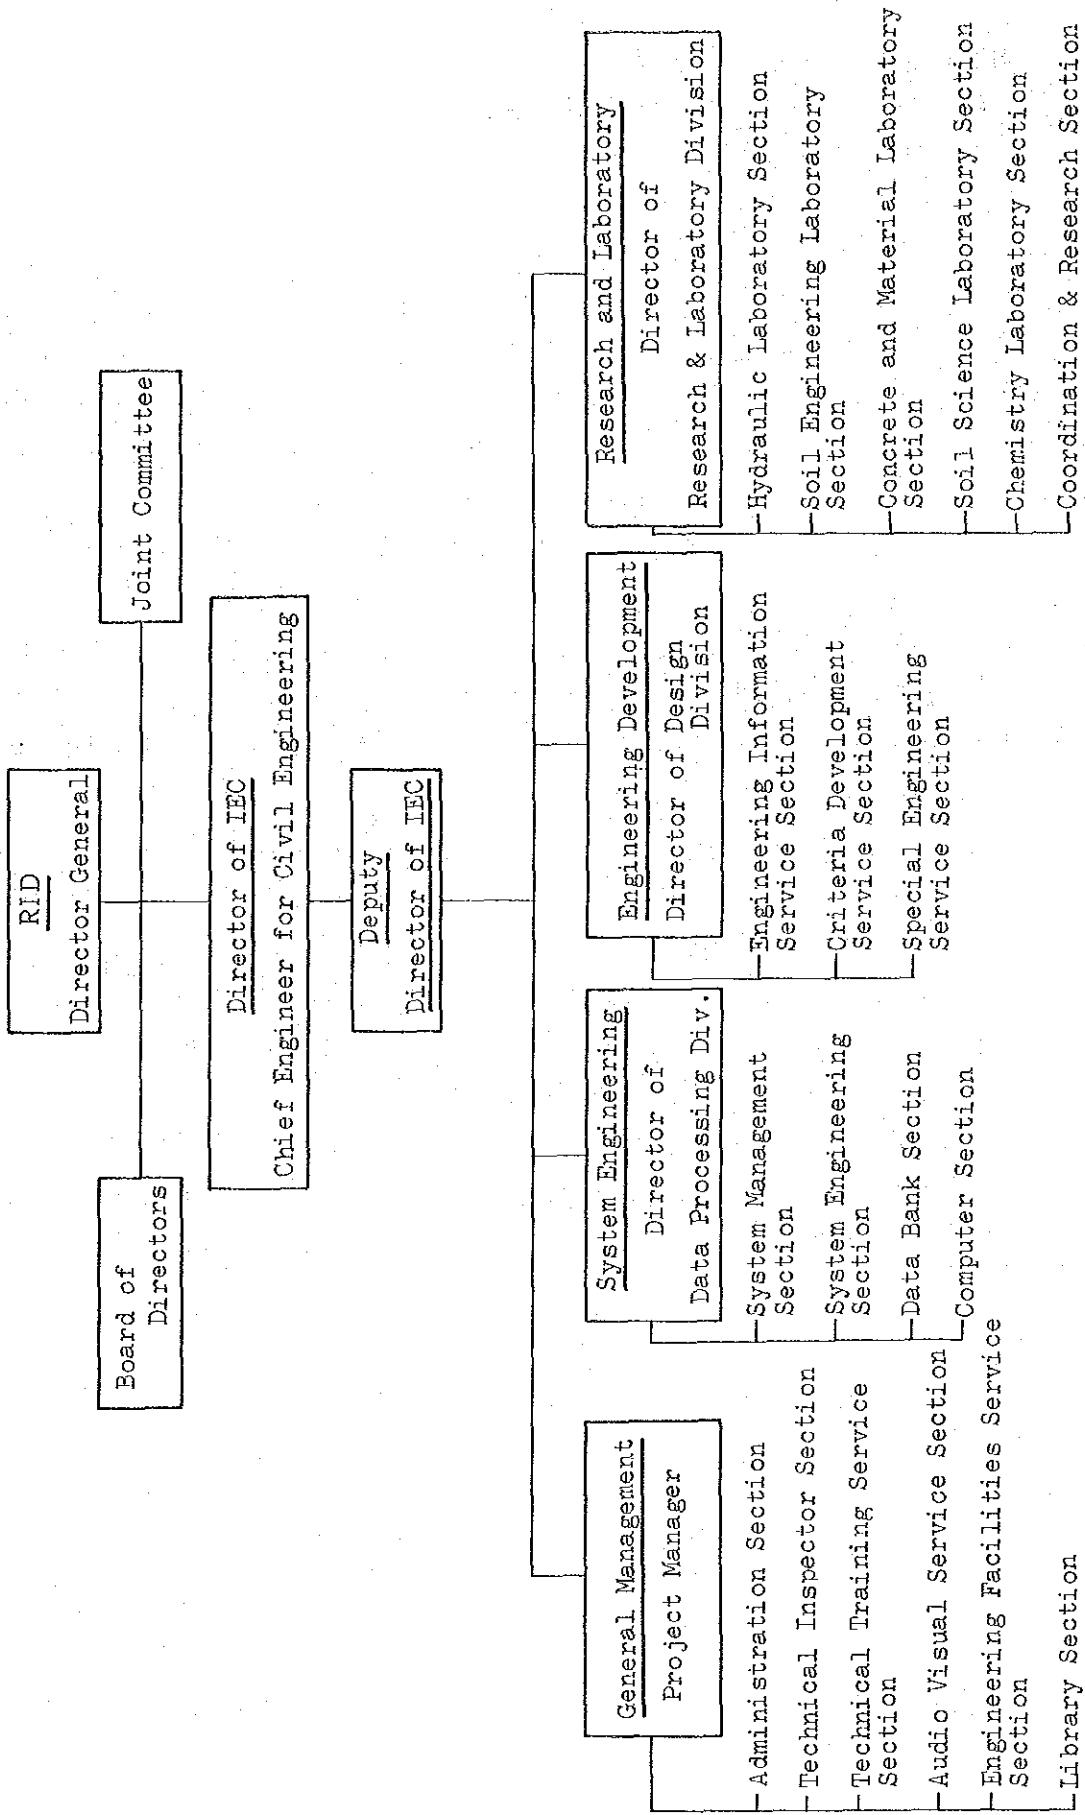 RID
Director General
Board of
Directors
Joint Committee
Director of IEC
Chief Engineer for Civil Engineering
Deputy
Director of IEC
General Management
Project Manager
Administration Section
Technical Inspector Section
Technical Training Service
Section
Audio Visual Service Section
Engineering Facilities Service
Section
Library Section
System Engineering
Director of
Data Processing Div.
System Management
Section
System Engineering
Section
Data Bank Section
Computer Section
Engineering Development
Director of Design
Division
Engineering Information
Service Section
Criteria Development
Service Section
Special Engineering
Service Section
Research and Laboratory
Director of
Research & Laboratory Division
Hydraulic Laboratory Section
Soil Engineering Laboratory
Section
Concrete and Material Laboratory
Section
Soil Science Laboratory Section
Chemistry Laboratory Section
Coordination & Research Section